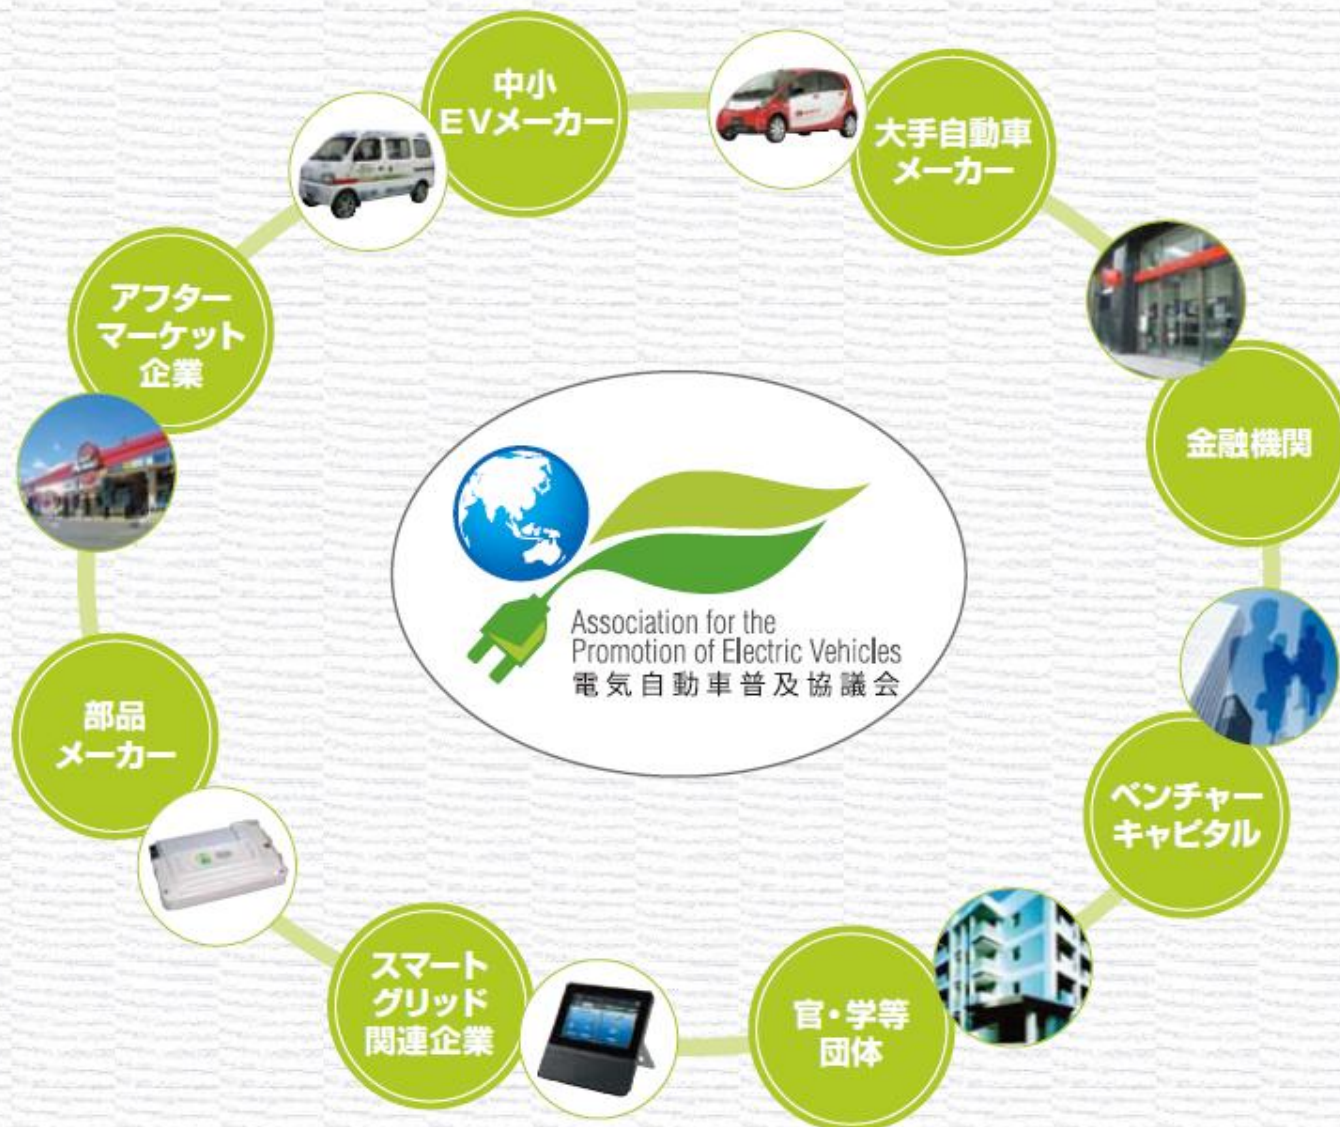 中小
EVメーカー
大手自動車
メーカー
金融機関
ベンチャー
キャピタル
官・学等
団体
スマート
グリッド
関連企業
部品
メーカー
アフター
マーケット
企業
Association for the
Promotion of Electric Vehicles
電気自動車普及協議会